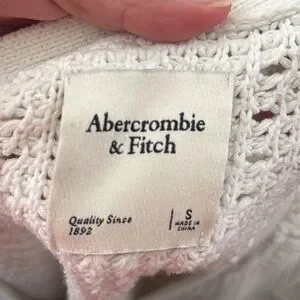 Abercrombie
& Fitch
Quality Since
1892
S
MADE IN
CHINA